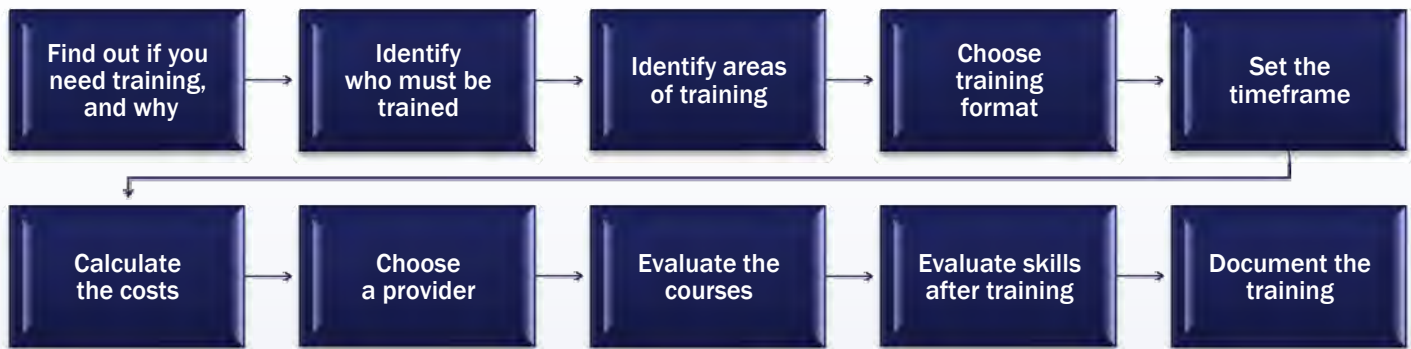 Find out if you
need training,
and why
Identify
who must be
trained
Identify areas
of training
Choose
training
format
Set the
timeframe
Calculate
the costs
Choose
a provider
Evaluate the
courses
Evaluate skills
after training
Document the
training